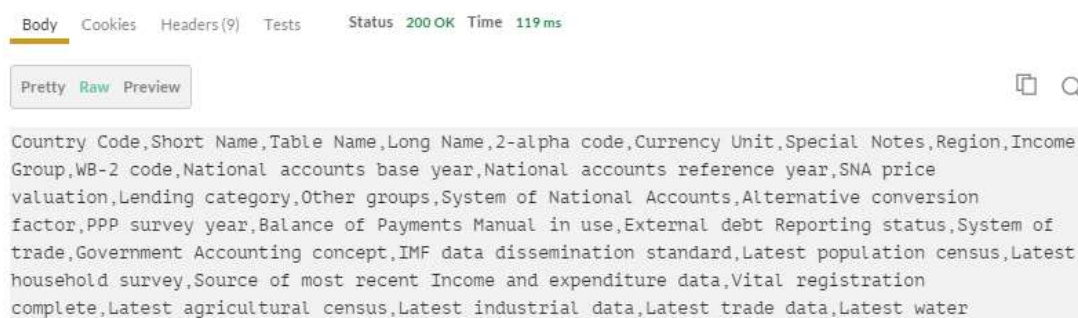 Body Cookies Headers (9) Tests Status 200 OK Time 119 ms
Pretty Raw Preview
Country Code,Short Name,Table Name,Long Name,2-alpha code,Currency Unit,Special Notes,Region,Income
Group,WB-2 code,National accounts base year,National accounts reference year,SNA price
valuation,Lending category,Other groups,System of National Accounts,Alternative conversion
factor,PPP survey year,Balance of Payments Manual in use,External debt Reporting status,System of
trade,Government Accounting concept,IMF data dissemination standard,Latest population census,Latest
household survey,Source of most recent Income and expenditure data,Vital registration
complete,Latest agricultural census,Latest industrial data,Latest trade data,Latest water